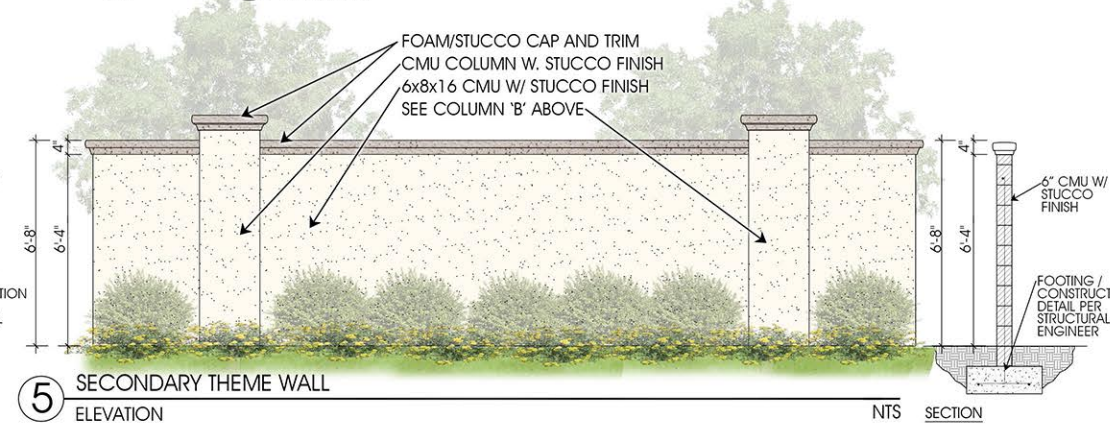 FOAM/STUCCO CAP AND TRIM
CMU COLUMN W. STUCCO FINISH
6x8x16 CMU W/ STUCCO FINISH
SEE COLUMN 'B' ABOVE
4"
6'-8"
6'-4"
4"
6'-8"
6'-4"
6" CMU W/
STUCCO
FINISH
FOOTING /
CONSTRUCT
DETAIL PER
STRUCTURAL
ENGINEER
TION
5
SECONDARY THEME WALL
ELEVATION
NTS
SECTION